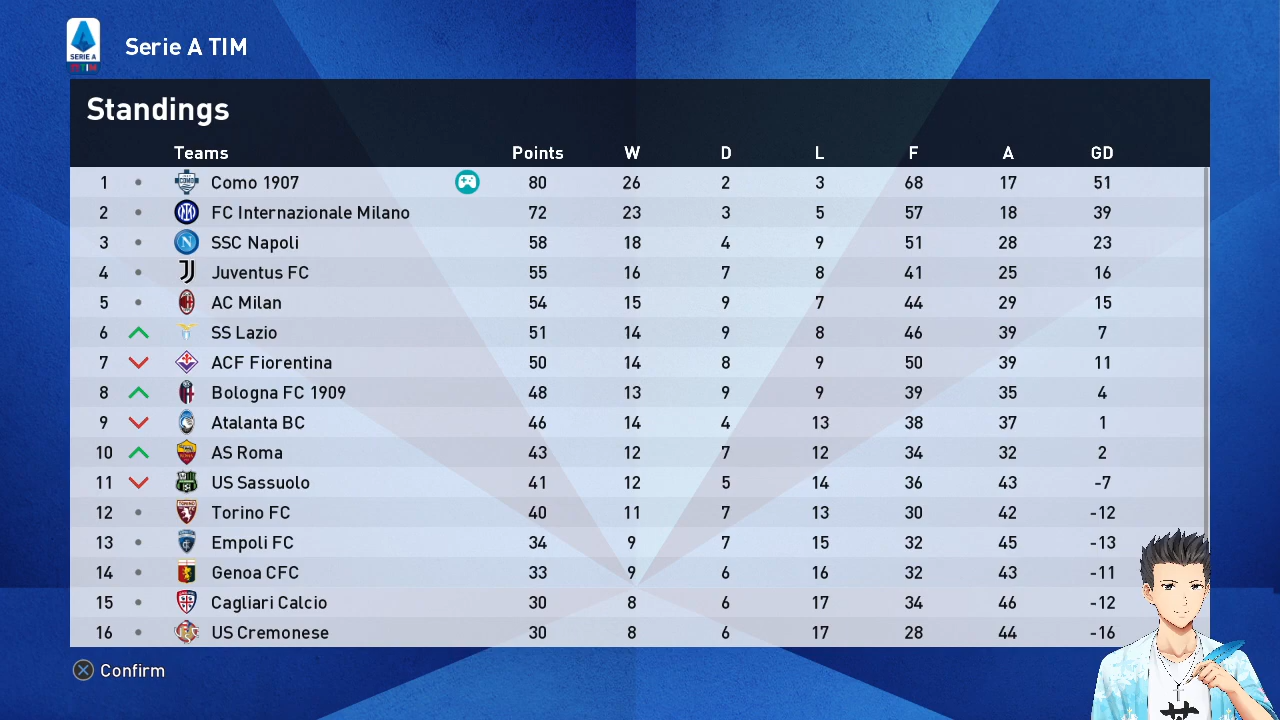 SERIE A
TIM
Serie A TIM
Standings
Teams Points W D L F A GD
1 Como 1907 80 26 2 3 68 17 51
2 FC Internazionale Milano 72 23 3 5 57 18 39
3 SSC Napoli 58 18 4 9 51 28 23
4 Juventus FC 55 16 7 8 41 25 16
5 AC Milan 54 15 9 7 44 29 15
6 SS Lazio 51 14 9 8 46 39 7
7 ACF Fiorentina 50 14 8 9 50 39 11
8 Bologna FC 1909 48 13 9 9 39 35 4
9 Atalanta BC 46 14 4 13 38 37 1
10 AS Roma 43 12 7 12 34 32 2
11 US Sassuolo 41 12 5 14 36 43 -7
12 Torino FC 40 11 7 13 30 42 -12
13 Empoli FC 34 9 7 15 32 45 -13
14 Genoa CFC 33 9 6 16 32 43 -11
15 Cagliari Calcio 30 8 6 17 34 46 -12
16 US Cremonese 30 8 6 17 28 44 -16
Confirm